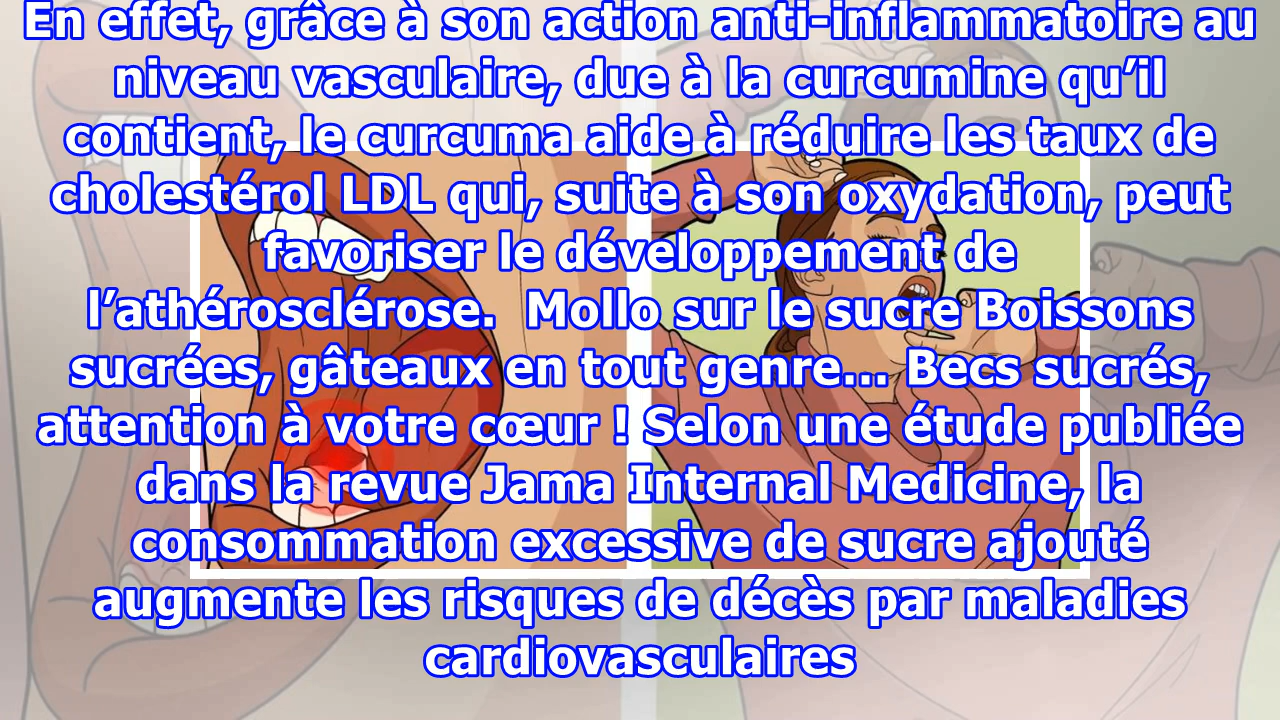 En effet, grâce à son action anti-inflammatoire au
niveau vasculaire, due à la curcumine qu’il
contient, le curcuma aide à réduire les taux de
cholestérol LDL qui, suite à son oxydation, peut
favoriser le développement de
l’athérosclérose.  Mollo sur le sucre Boissons
sucrées, gâteaux en tout genre... Becs sucrés,
attention à votre cœur ! Selon une étude publiée
dans la revue Jama Internal Medicine, la
consommation excessive de sucre ajouté
augmente les risques de décès par maladies
cardiovasculaires